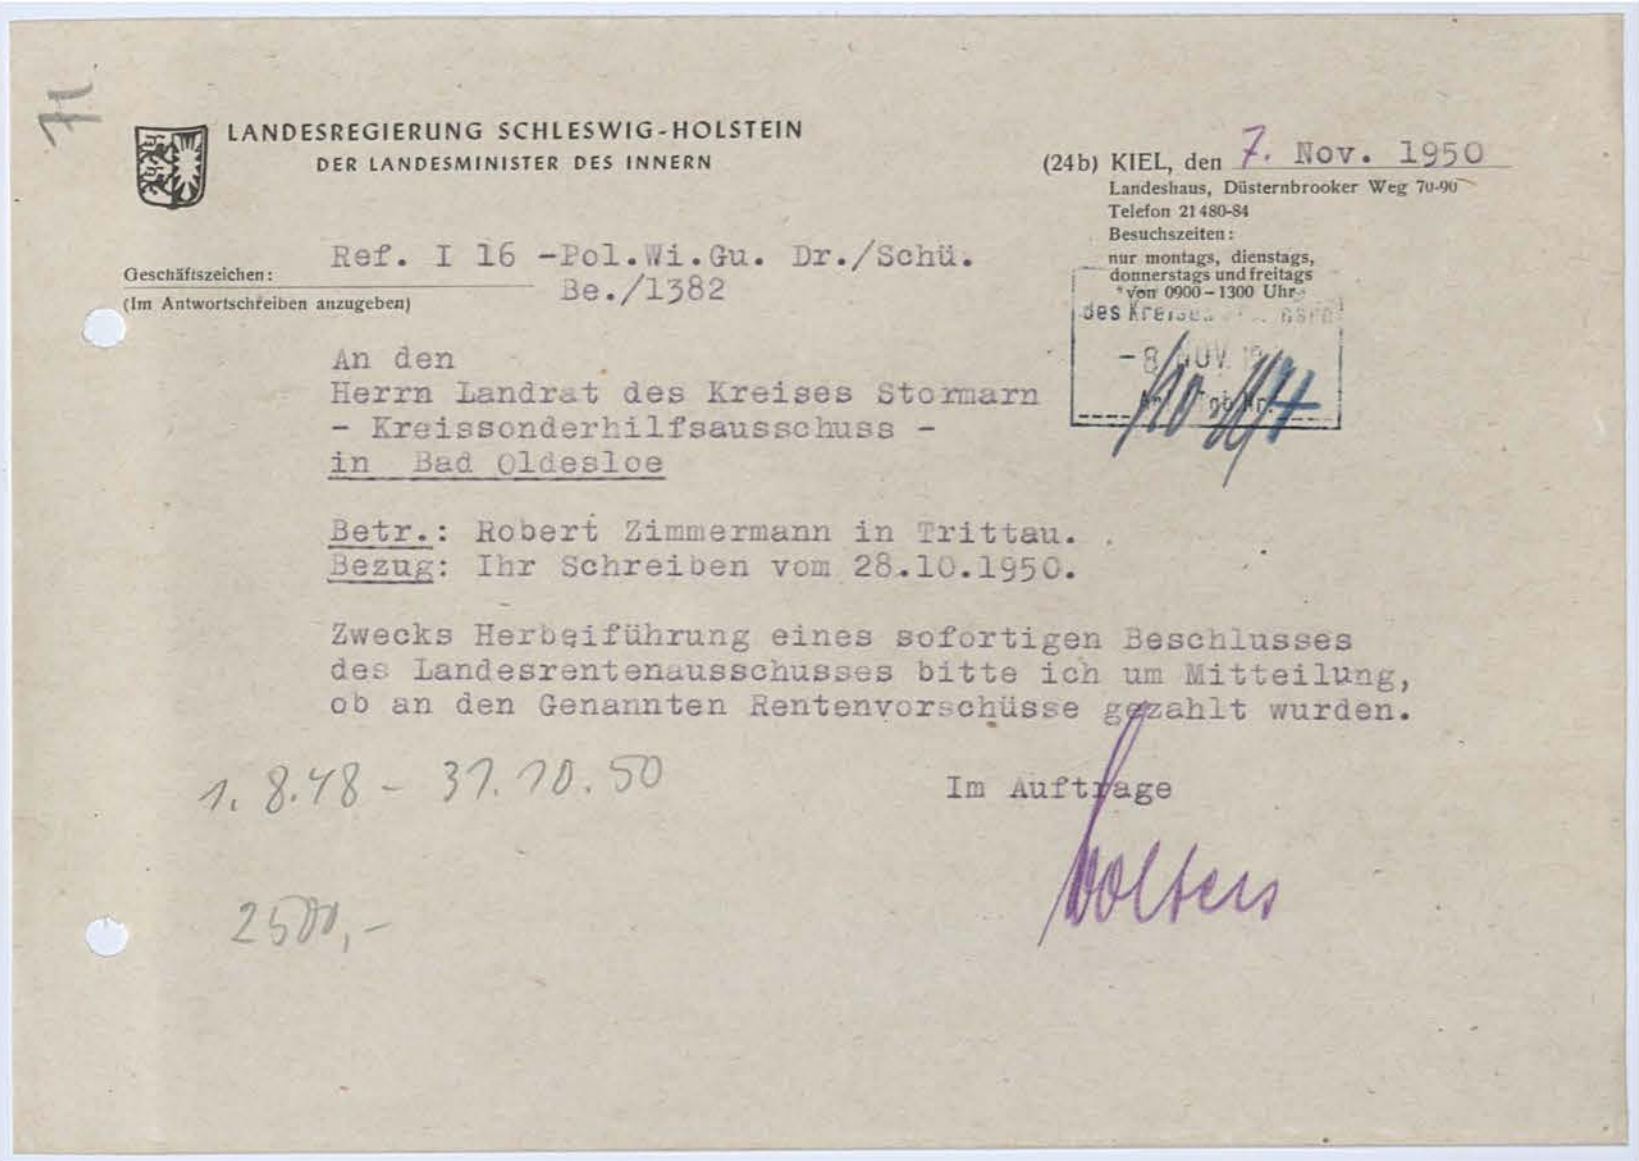 71
LANDESREGIERUNG SCHLESWIG-HOLSTEIN
DER LANDESMINISTER DES INNERN
(24b) KIEL, den 7. Nov. 1950
Landeshaus, Düsternbrooker Weg 70-90
Telefon 21480-84
Besuchszeiten:
nur montags, dienstags,
donnerstags und freitags
von 0900-1300 Uhr
Geschäftszeichen: Ref. I 16 -Pol.Wi.Gu. Dr./Schü.
(Im Antwortschreiben anzugeben) Be./1382
des
-8. NOV.
An den
Herrn Landrat des Kreises Stormarn
- Kreissonderhilfsausschuss -
in Bad Oldesloe
Betr.: Robert Zimmermann in Trittau.
Bezug: Ihr Schreiben vom 28.10.1950.
Zwecks Herbeiführung eines sofortigen Beschlusses
des Landesrentenausschusses bitte ich um Mitteilung,
ob an den Genannten Rentenvorschüsse gezahlt wurden.
1.8.48 - 31.10.50
Im Auftrage
Wolters
2500,-